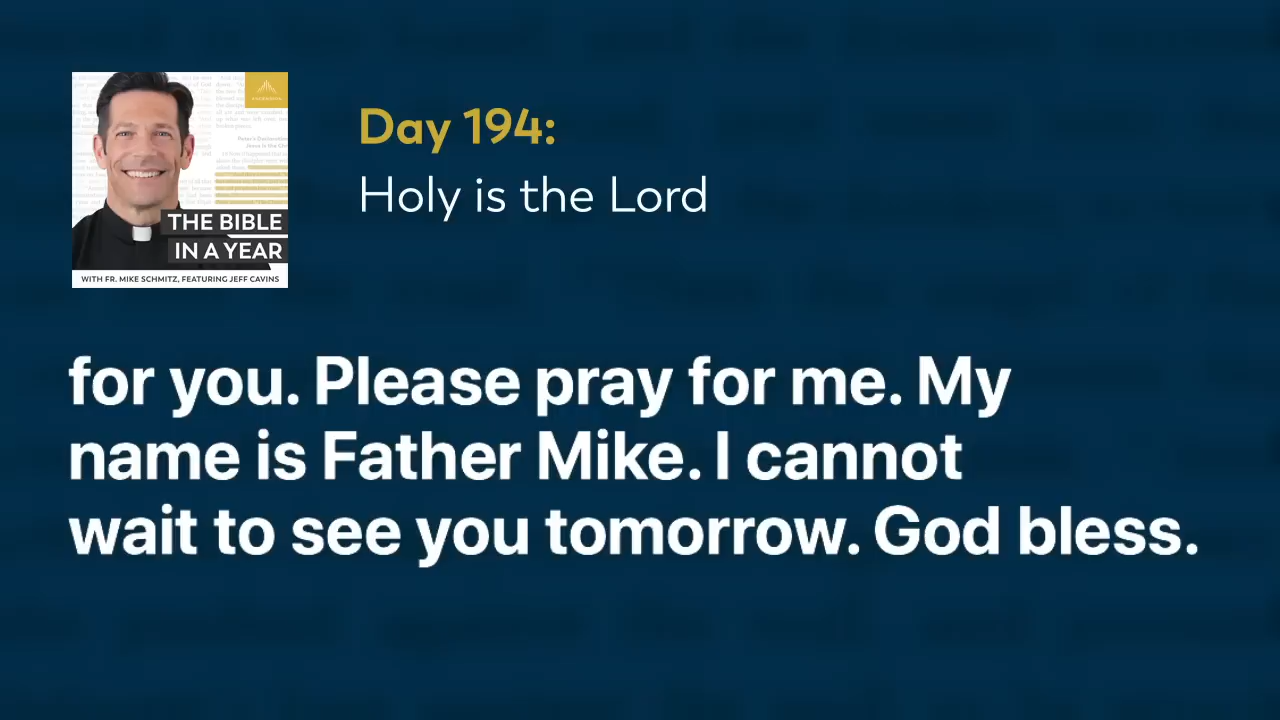 Day 194:
Holy is the Lord
THE BIBLE
IN A YEAR
WITH FR. MIKE SCHMITZ, FEATURING JEFF CAVINS
for you. Please pray for me. My
name is Father Mike. I cannot
wait to see you tomorrow. God bless.